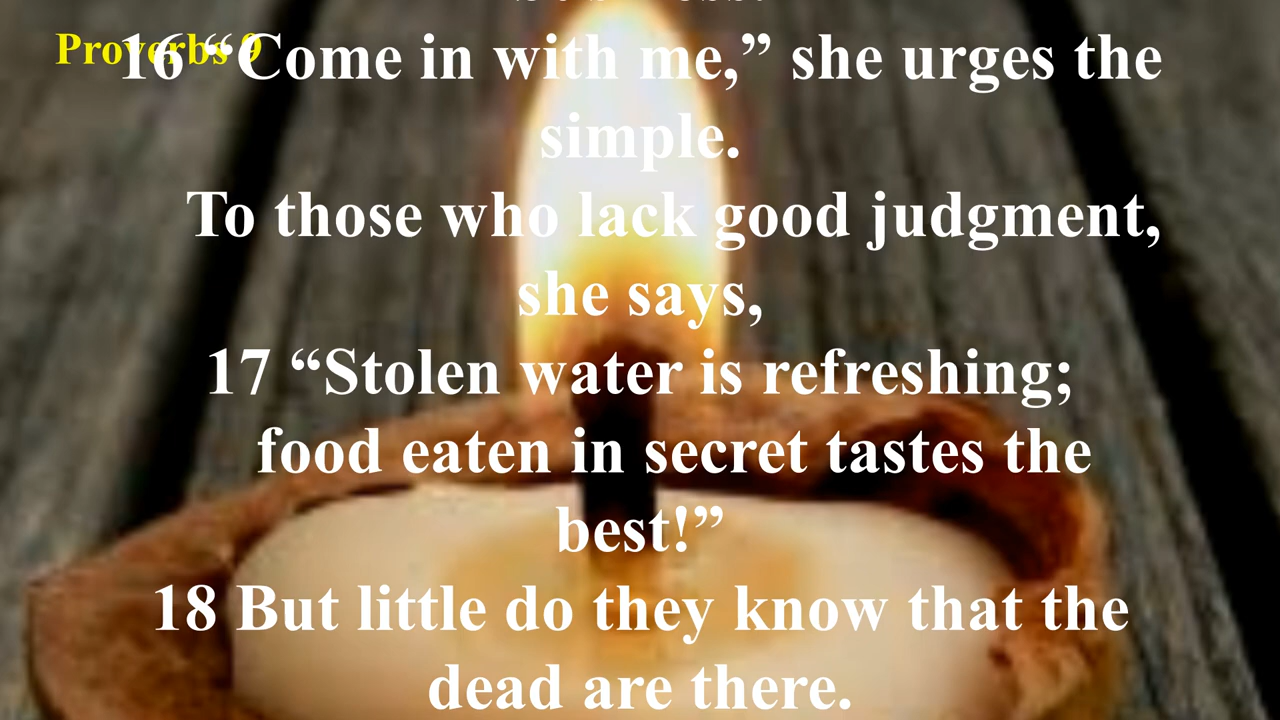 Proverbs 9
16 “Come in with me,” she urges the
simple.
To those who lack good judgment,
she says,
17 “Stolen water is refreshing;
food eaten in secret tastes the
best!”
18 But little do they know that the
dead are there.